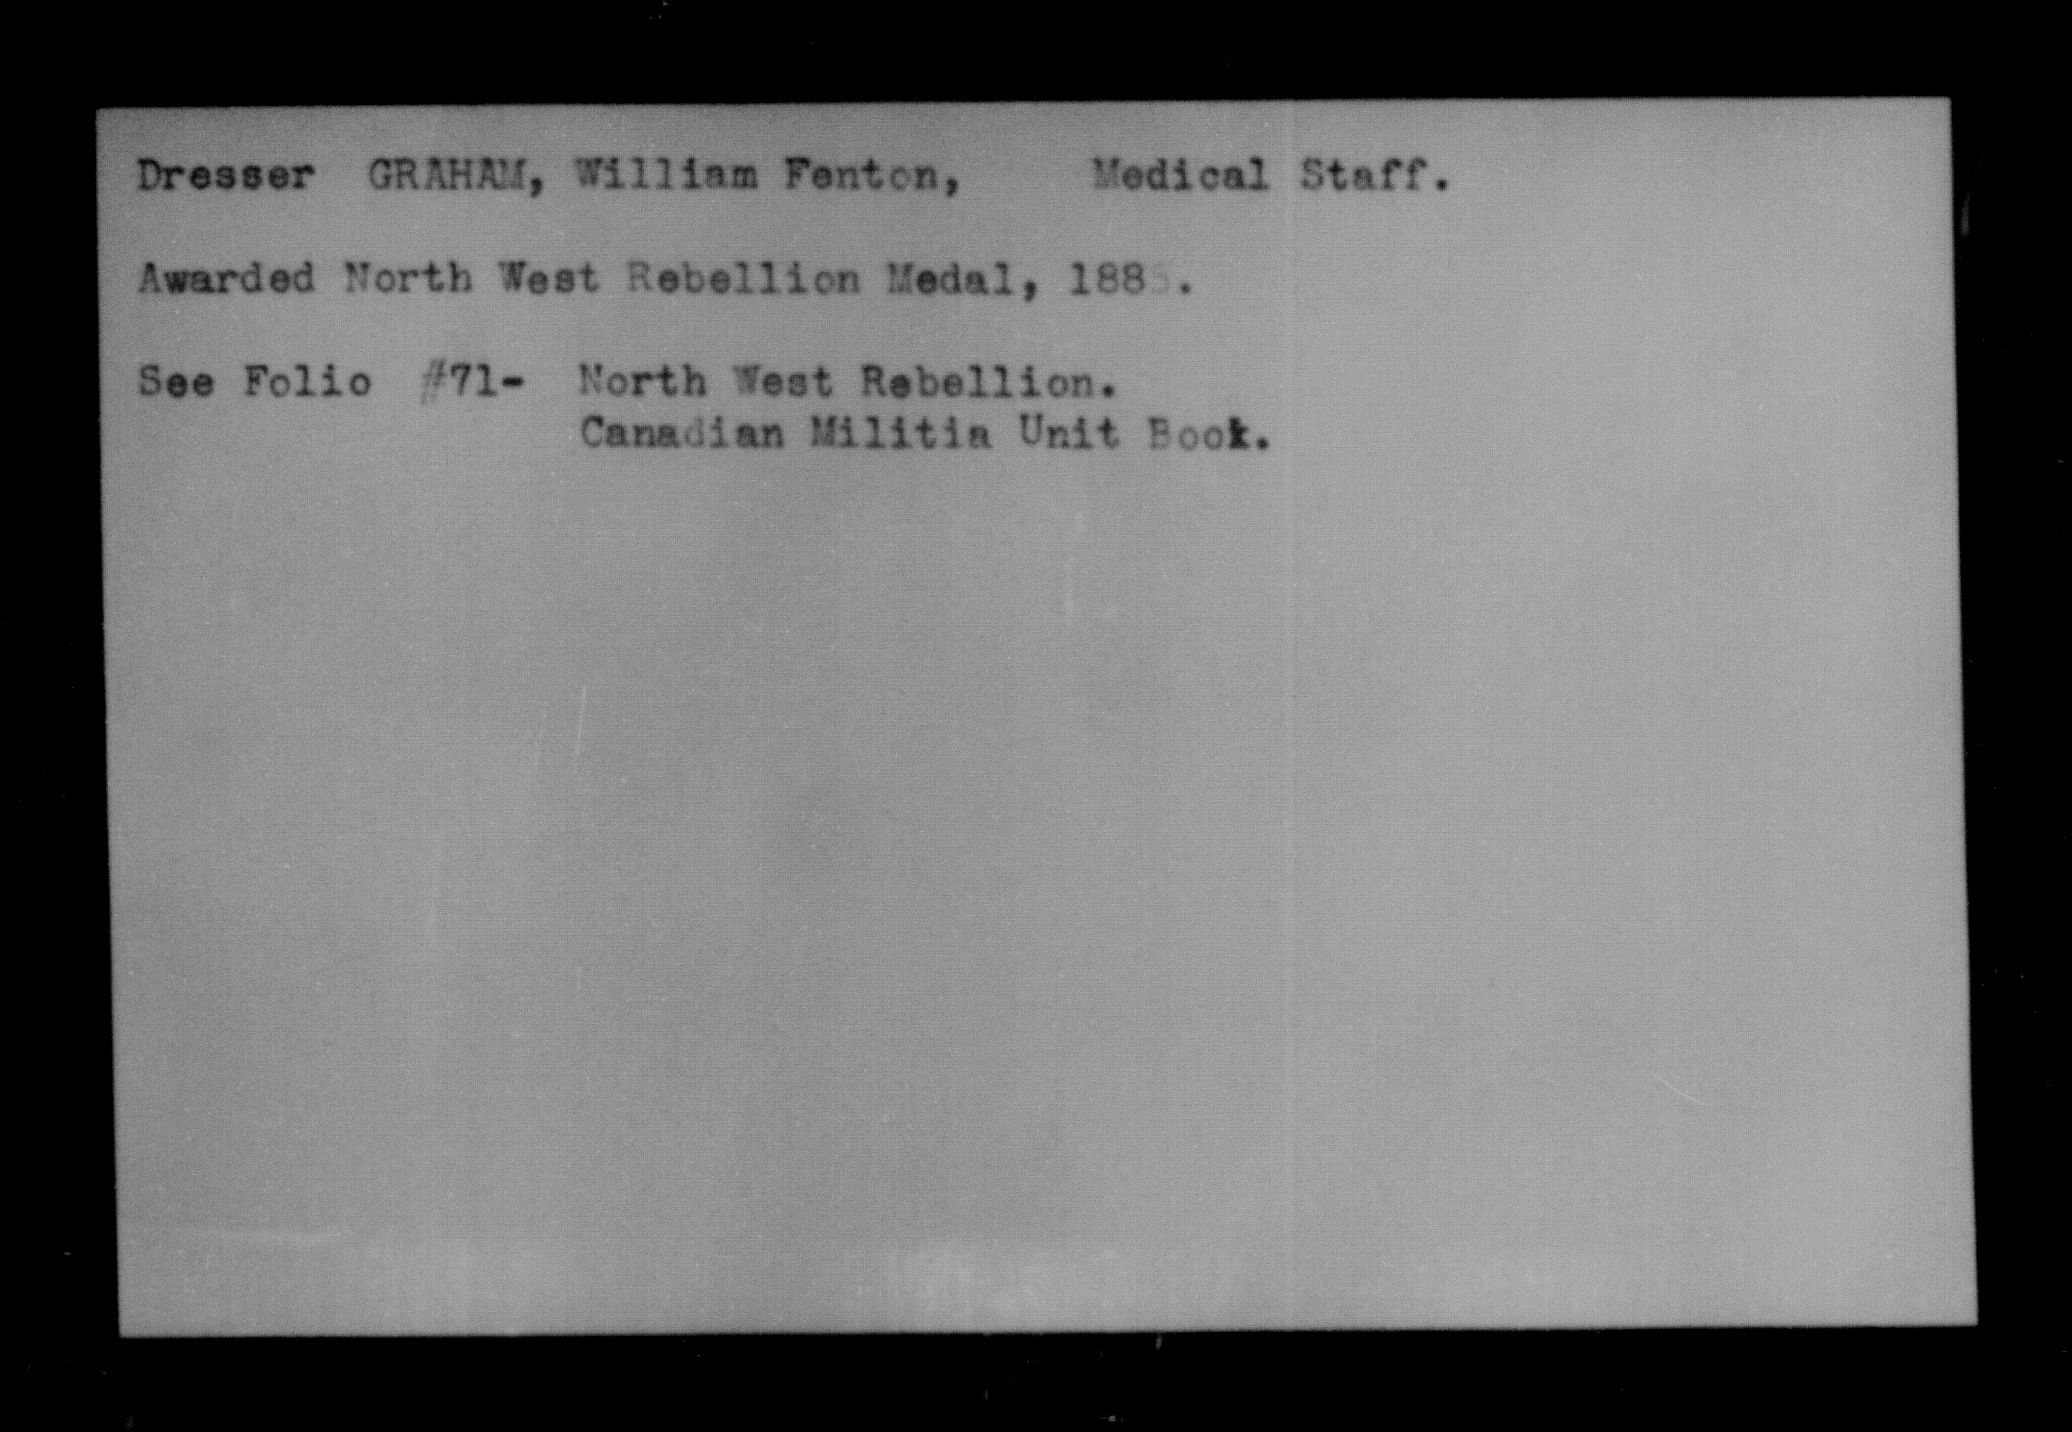 Dresser GRAHAM, William Fenton, Medical Staff.
Awarded North West Rebellion Medal, 1885.
See Folio #71- North West Rebellion.
Canadian Militia Unit Book.